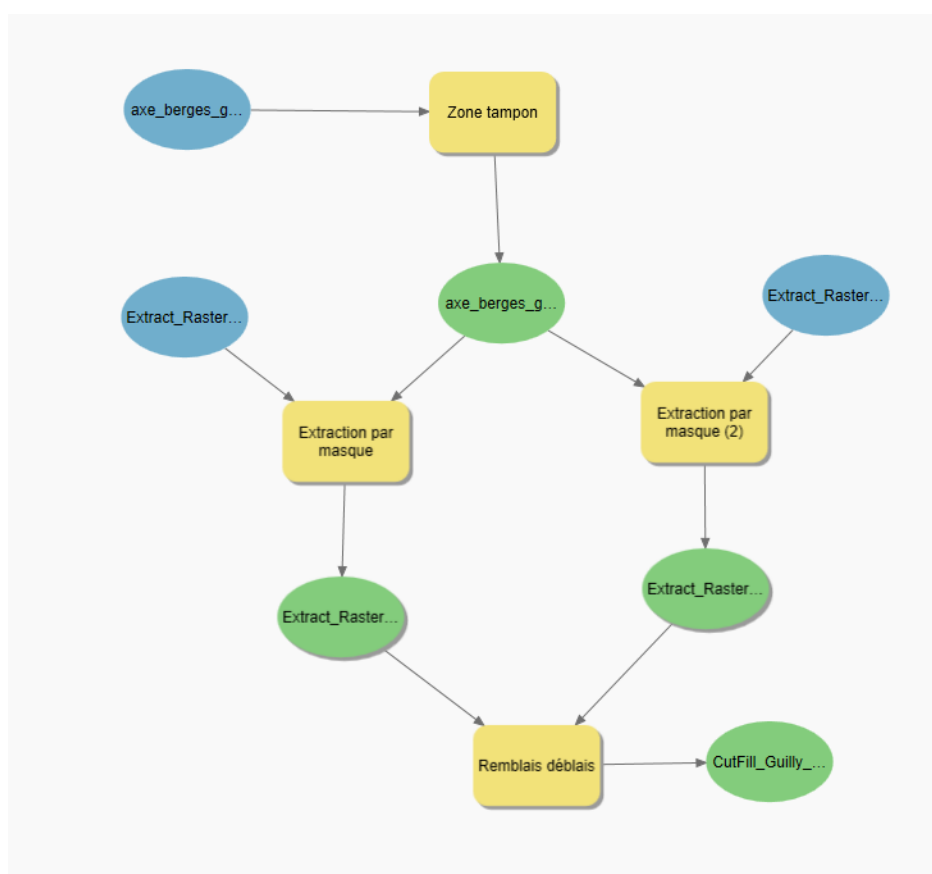 axe_berges_g...
Zone tampon
Extract_Raster...
axe_berges_g...
Extract_Raster...
Extraction par
masque
Extraction par
masque (2)
Extract_Raster...
Extract_Raster...
Remblais déblais
CutFill_Guilly_...